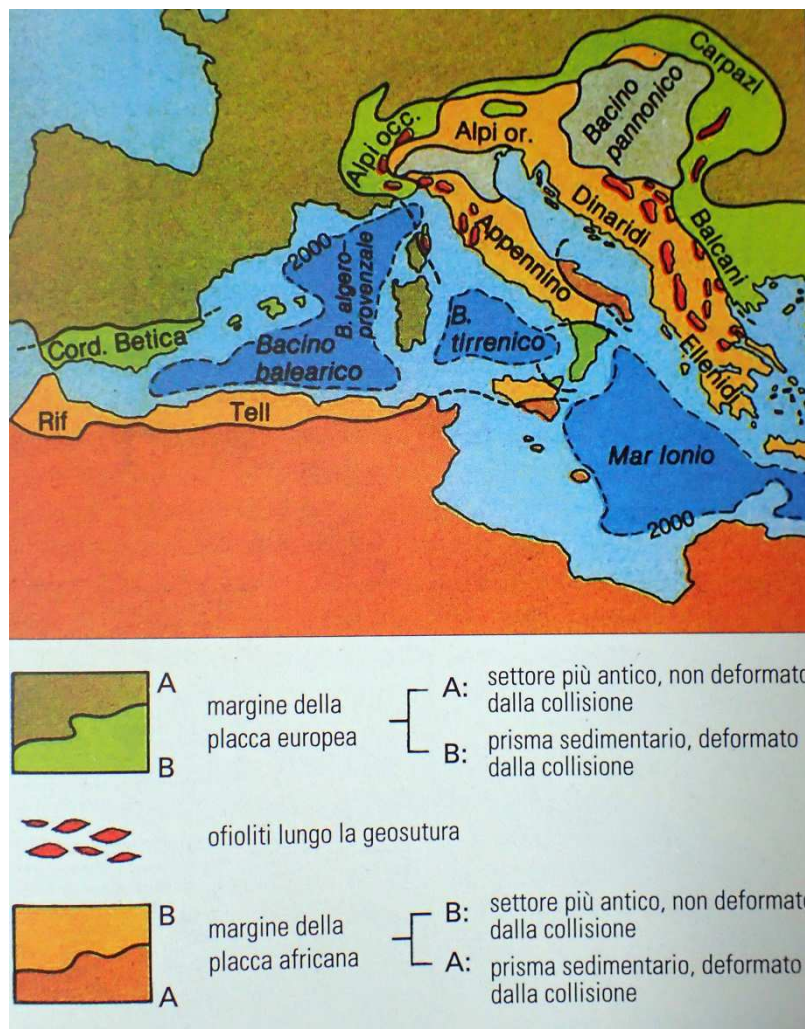 Carpazi
Bacino
pannonico
Alpi occ.
Alpi or.
Dinaridi
Balcani
Appennino
2000
B. algero-
provenzale
B.
tirrenico
Cord. Betica
Bacino
balearico
Ellenidi
Rif
Tell
Mar Ionio
2000
A
B
margine della
placca europea
A: settore più antico, non deformato
dalla collisione
B: prisma sedimentario, deformato
dalla collisione
ofioliti lungo la geosutura
B
A
margine della
placca africana
B: settore più antico, non deformato
dalla collisione
A: prisma sedimentario, deformato
dalla collisione